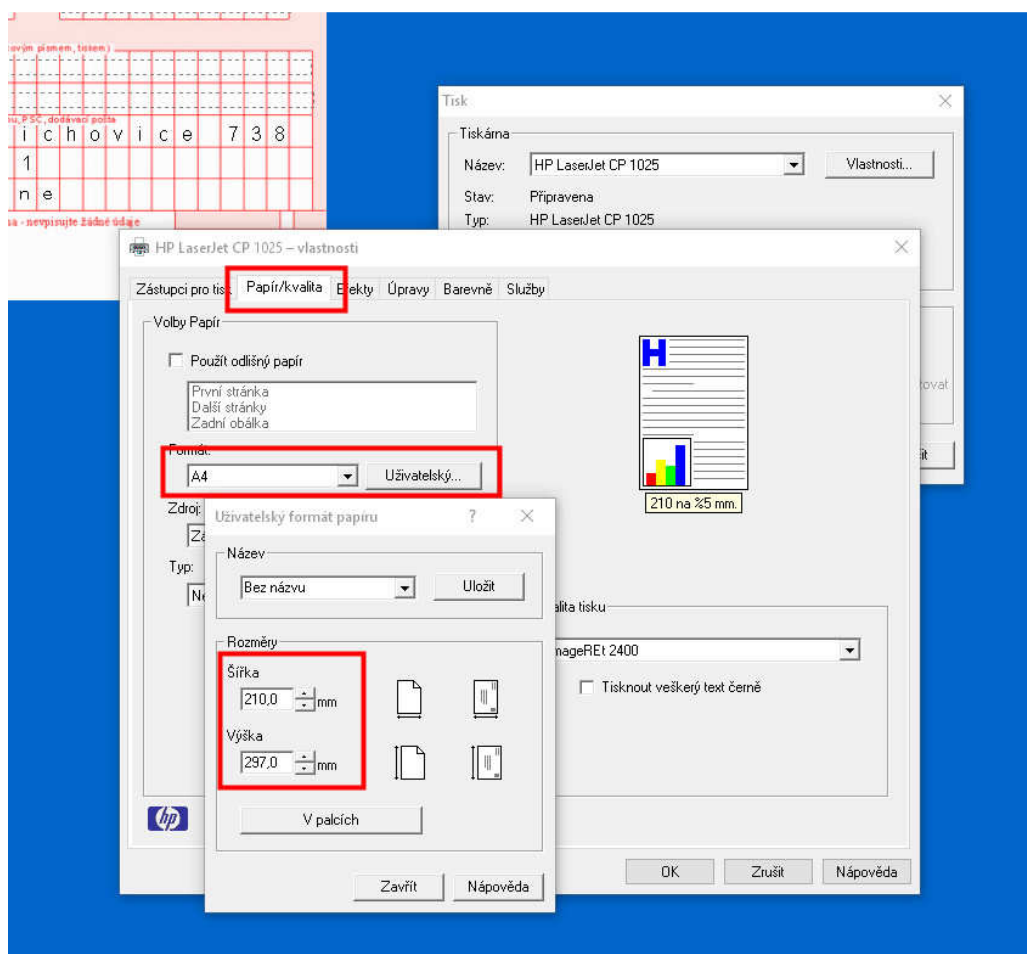 ovým písmem, tiskem)
u, PSČ, dodávací pošta
i c h o v i c e 7 3 8
1
n e
na - nevpisujte žádné údaje
Tisk
Tiskárna
Název: HP LaserJet CP 1025 Vlastnosti...
Stav: Připravena
Typ: HP LaserJet CP 1025
HP LaserJet CP 1025 – vlastnosti
Zástupci pro tisk Papír/kvalita Efekty Úpravy Barevně Služby
Volby Papír
Použít odlišný papír
První stránka
Další stránky
Zadní obálka
Formát:
A4 Uživatelský...
210 na %5 mm.
Zdroj:
Typ:
Uživatelský formát papíru ?
Název
Bez názvu Uložit
Rozměry
Šířka
210,0 mm
Výška
297,0 mm
V palcích
Zavřít Nápověda
alita tisku
mageREt 2400
Tisknout veškerý text černě
hp
OK Zrušit Nápověda